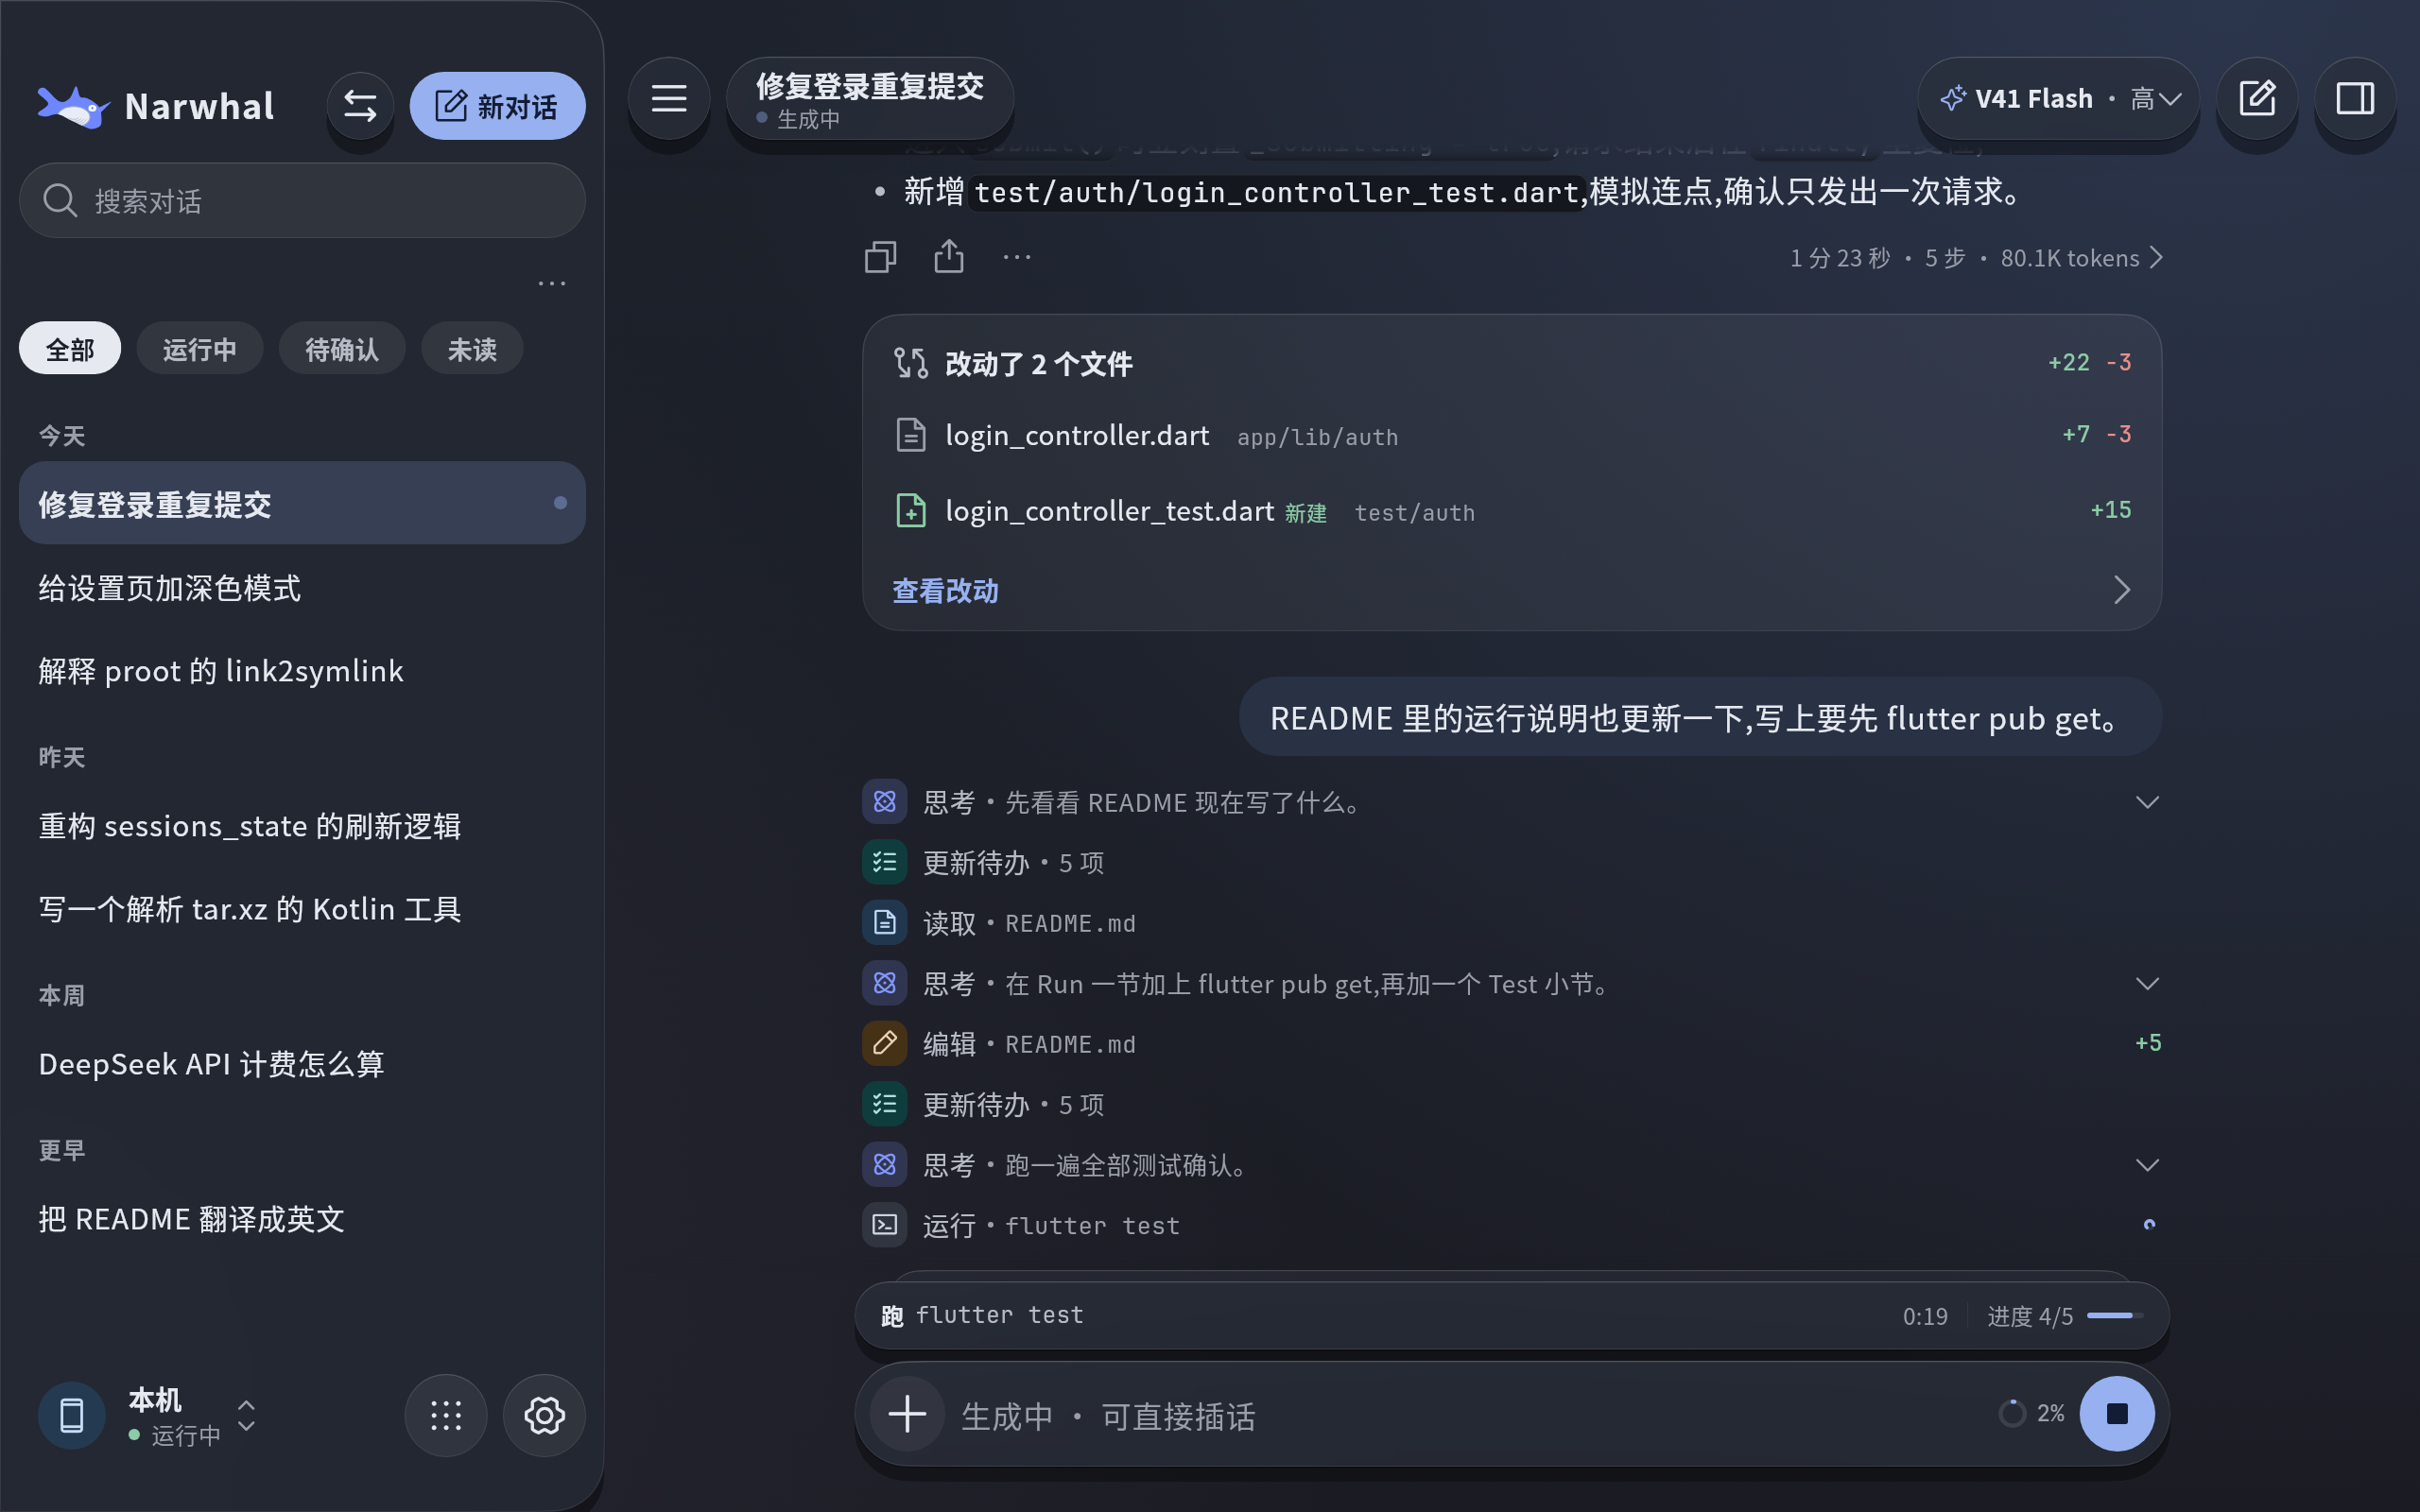 Narwhal
新对话
搜索对话
全部
运行中
待确认
未读
今天
修复登录重复提交
给设置页加深色模式
解释 proot 的 link2symlink
昨天
重构 sessions_state 的刷新逻辑
写一个解析 tar.xz 的 Kotlin 工具
本周
DeepSeek API 计费怎么算
更早
把 README 翻译成英文
本机
运行中
修复登录重复提交
生成中
V41 Flash · 高
新增 test/auth/login_controller_test.dart,模拟连点,确认只发出一次请求。
1 分 23 秒 · 5 步 · 80.1K tokens
改动了 2 个文件 +22 -3
login_controller.dart app/lib/auth +7 -3
login_controller_test.dart 新建 test/auth +15
查看改动
README 里的运行说明也更新一下,写上要先 flutter pub get。
思考 · 先看看 README 现在写了什么。
更新待办 · 5 项
读取 · README.md
思考 · 在 Run 一节加上 flutter pub get,再加一个 Test 小节。
编辑 · README.md +5
更新待办 · 5 项
思考 · 跑一遍全部测试确认。
运行 · flutter test
跑 flutter test 0:19 进度 4/5
生成中 · 可直接插话 2%